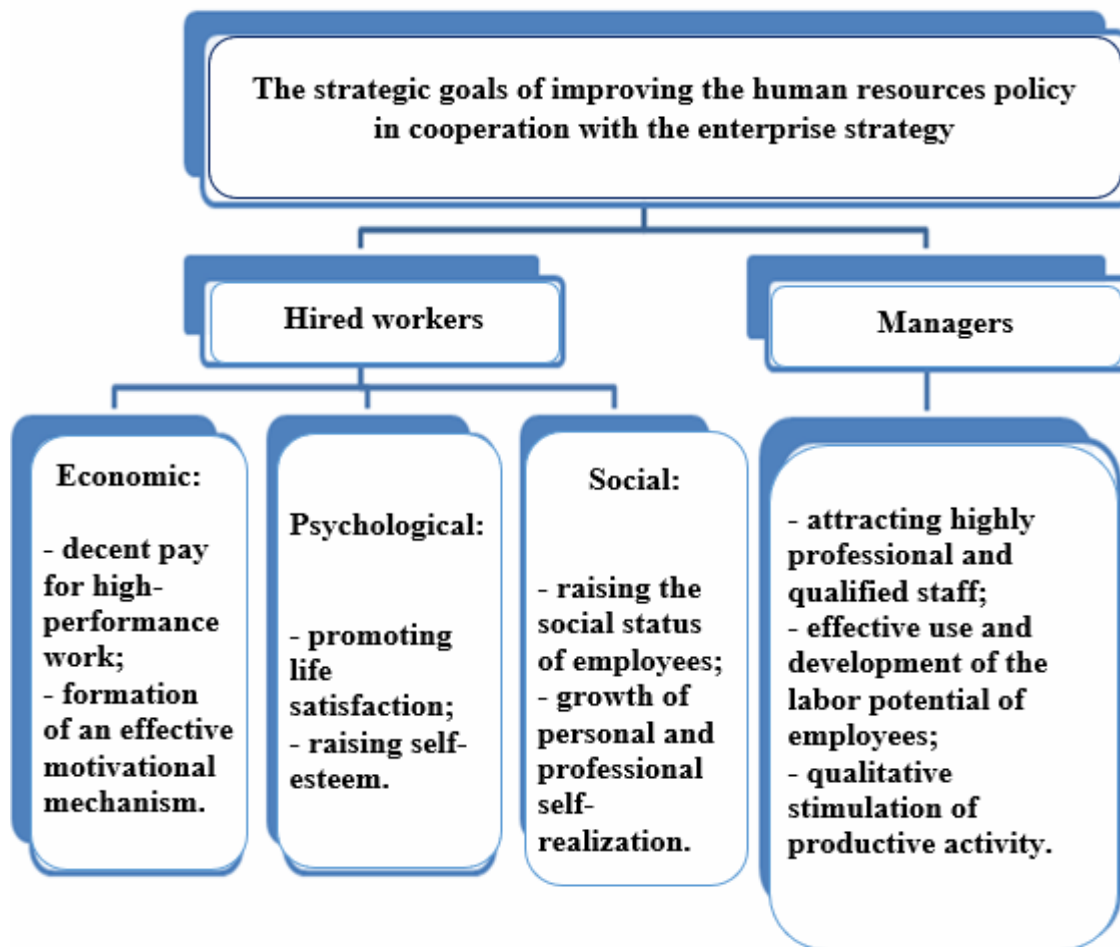 The strategic goals of improving the human resources policy
in cooperation with the enterprise strategy
Hired workers
Managers
Economic:
- decent pay
for high-
performance
work;
- formation
of an effective
motivational
mechanism.
Psychological:
- promoting
life
satisfaction;
- raising self-
esteem.
Social:
- raising the
social status
of employees;
- growth of
personal and
professional
self-
realization.
- attracting highly
professional and
qualified staff;
- effective use and
development of the
labor potential of
employees;
- qualitative
stimulation of
productive activity.